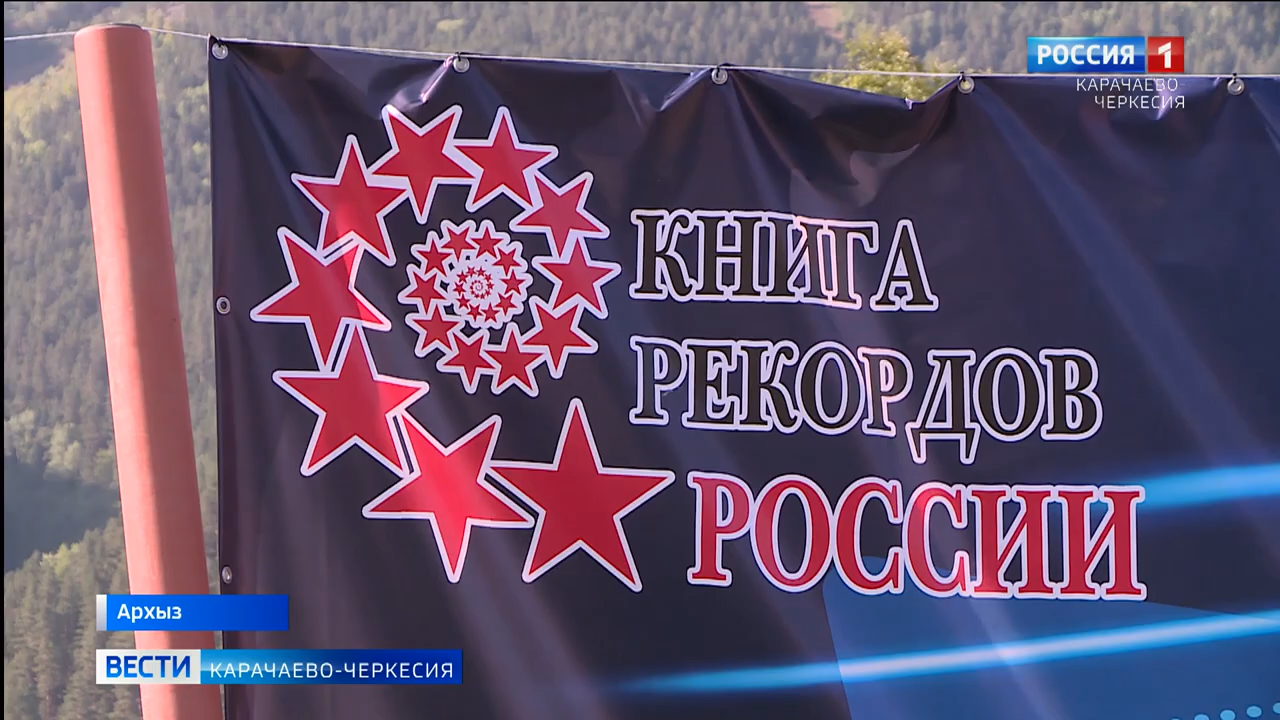 РОССИЯ 1
КАРАЧАЕВО-
ЧЕРКЕСИЯ
КНИГА
РЕКОРДОВ
РОССИИ
Архыз
ВЕСТИ КАРАЧАЕВО-ЧЕРКЕСИЯ